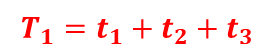 T₁ = t₁ + t₂ + t₃